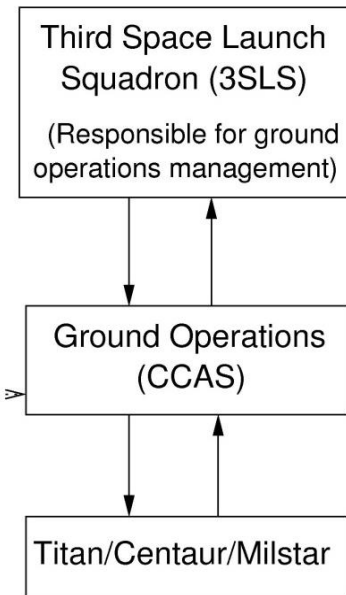 Third Space Launch
Squadron (3SLS)
(Responsible for ground
operations management)
Ground Operations
(CCAS)
Titan/Centaur/Milstar